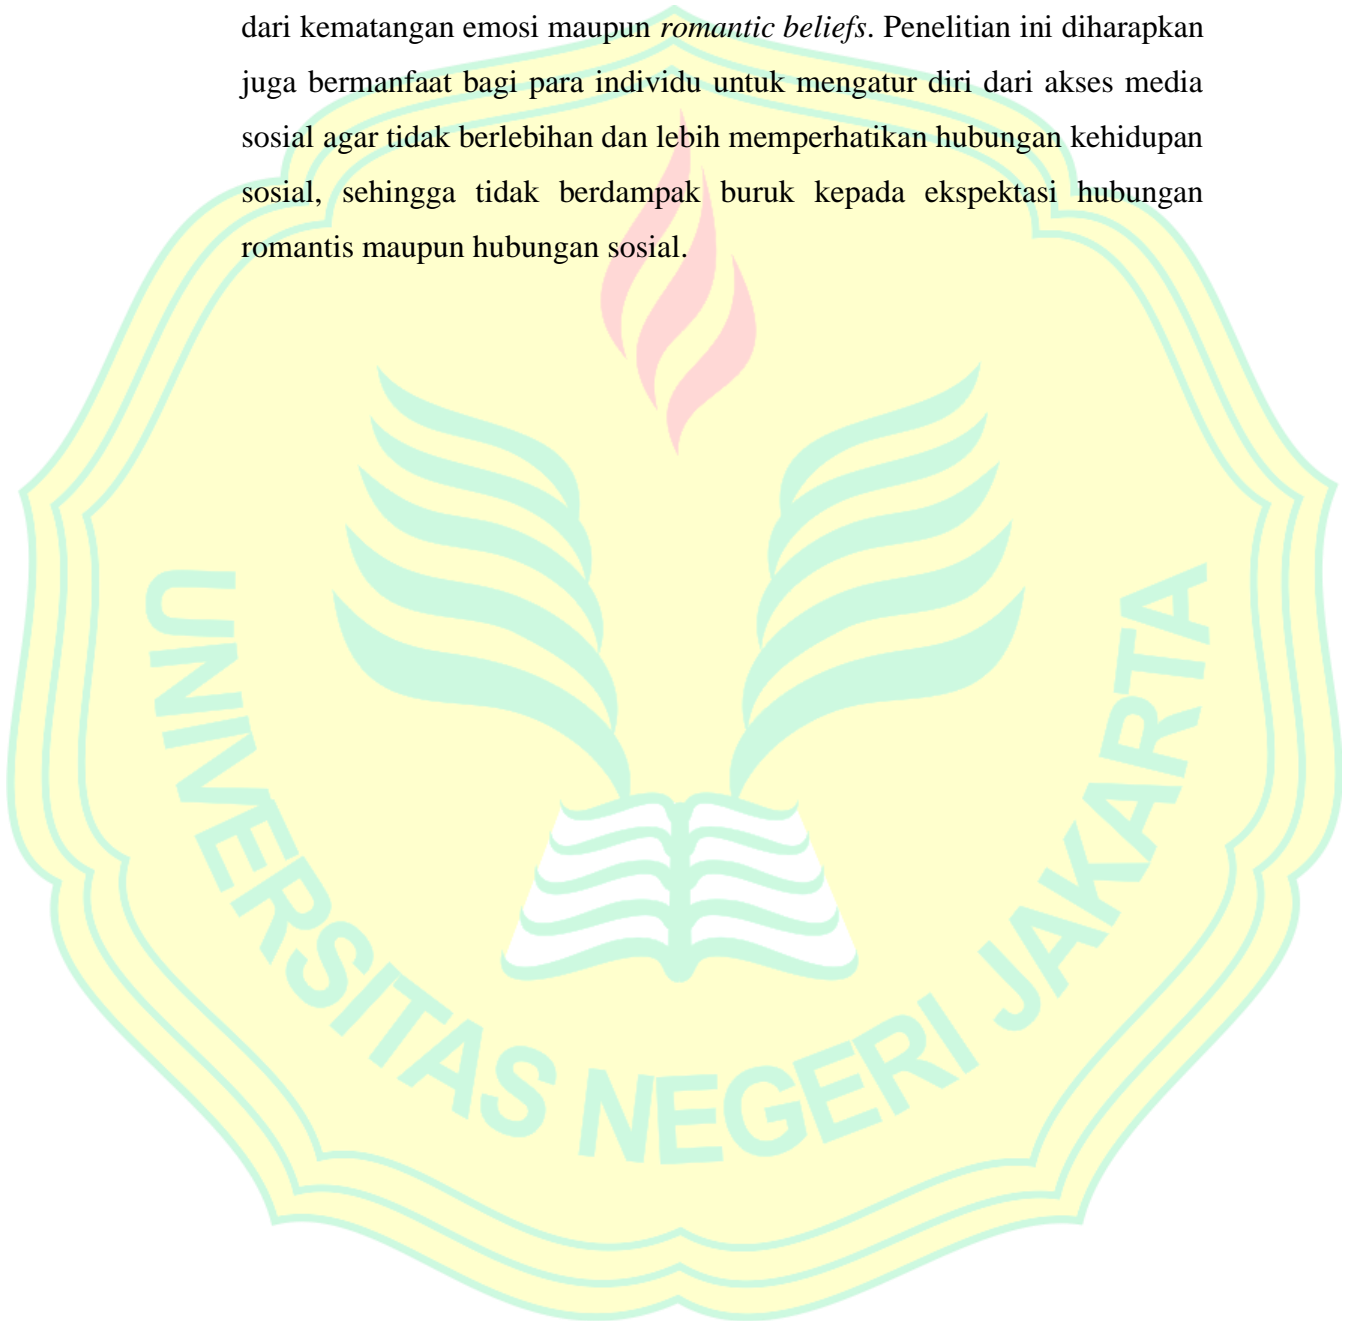 dari kematangan emosi maupun romantic beliefs. Penelitian ini diharapkan
juga bermanfaat bagi para individu untuk mengatur diri dari akses media
sosial agar tidak berlebihan dan lebih memperhatikan hubungan kehidupan
sosial, sehingga tidak berdampak buruk kepada ekspektasi hubungan
romantis maupun hubungan sosial.
UNIVERSITAS NEGERI JAKARTA